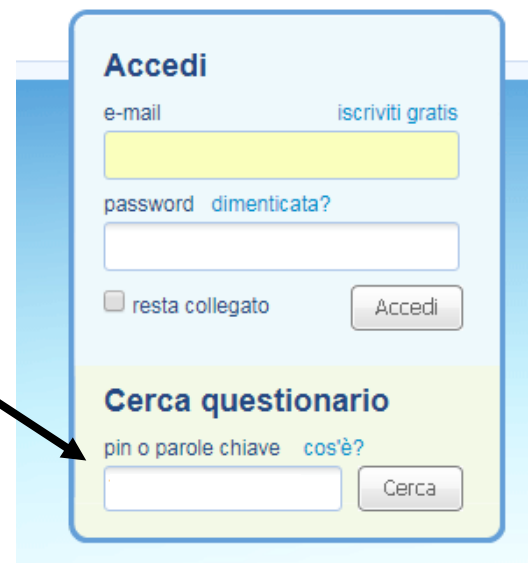 Accedi
e-mail iscriviti gratis
password dimenticata?
resta collegato Accedi
Cerca questionario
pin o parole chiave cos'è?
Cerca